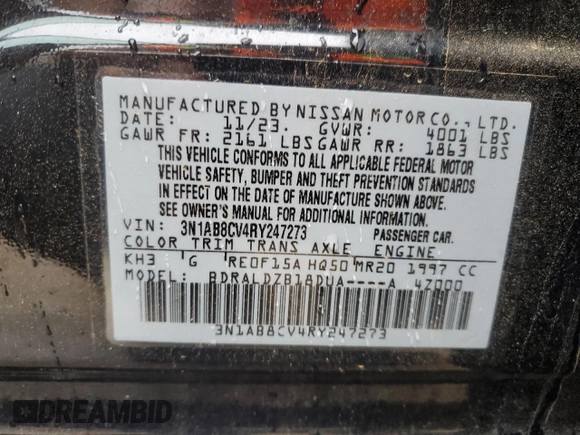 MANUFACTURED BY NISSAN MOTOR CO., LTD.
DATE: 11/23. GVWR: 4001 LBS
GAWR FR: 2161 LBS GAWR RR: 1863 LBS
THIS VEHICLE CONFORMS TO ALL APPLICABLE FEDERAL MOTOR
VEHICLE SAFETY, BUMPER AND THEFT PREVENTION STANDARDS
IN EFFECT ON THE DATE OF MANUFACTURE SHOWN ABOVE.
SEE OWNER'S MANUAL FOR ADDITIONAL INFORMATION.
VIN: 3N1AB8CV4RY247273 PASSENGER CAR.
COLOR TRIM TRANS AXLE ENGINE
KH3 G RE0F15A HQ50 MR20 1997 CC
MODEL: BDRALDZB18DUA----A 4Z000
3N1AB8CV4RY247273
DREAMBID